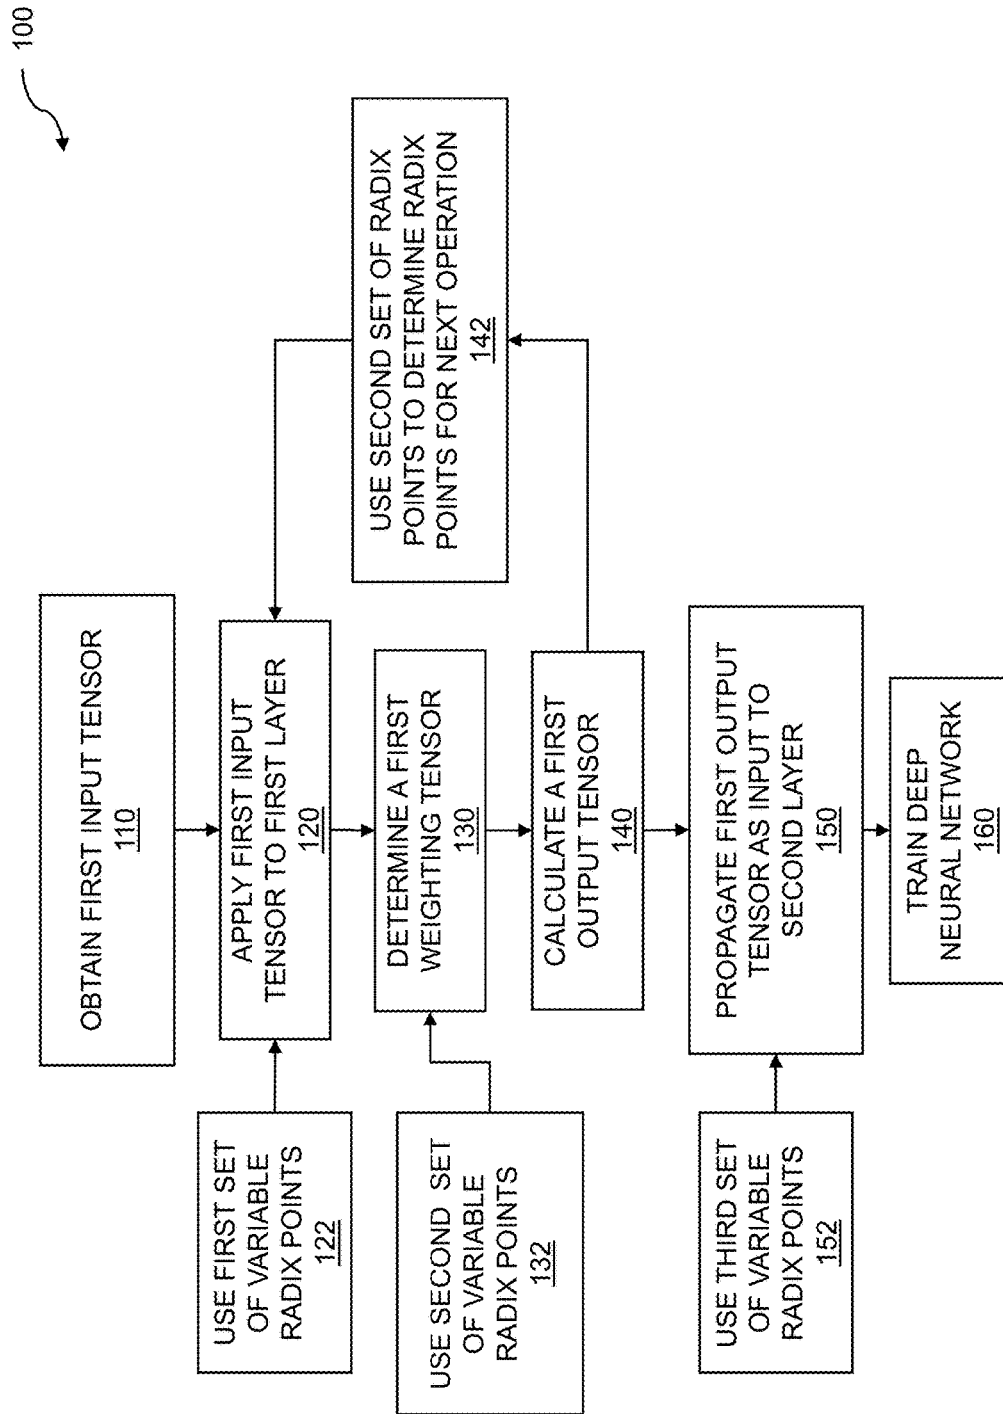 100
OBTAIN FIRST INPUT TENSOR
110
USE FIRST SET
OF VARIABLE
RADIX POINTS
122
APPLY FIRST INPUT
TENSOR TO FIRST LAYER
120
USE SECOND SET OF RADIX
POINTS TO DETERMINE RADIX
POINTS FOR NEXT OPERATION
142
USE SECOND SET
OF VARIABLE
RADIX POINTS
132
DETERMINE A FIRST
WEIGHTING TENSOR
130
CALCULATE A FIRST
OUTPUT TENSOR
140
USE THIRD SET
OF VARIABLE
RADIX POINTS
152
PROPAGATE FIRST OUTPUT
TENSOR AS INPUT TO
SECOND LAYER
150
TRAIN DEEP
NEURAL NETWORK
160